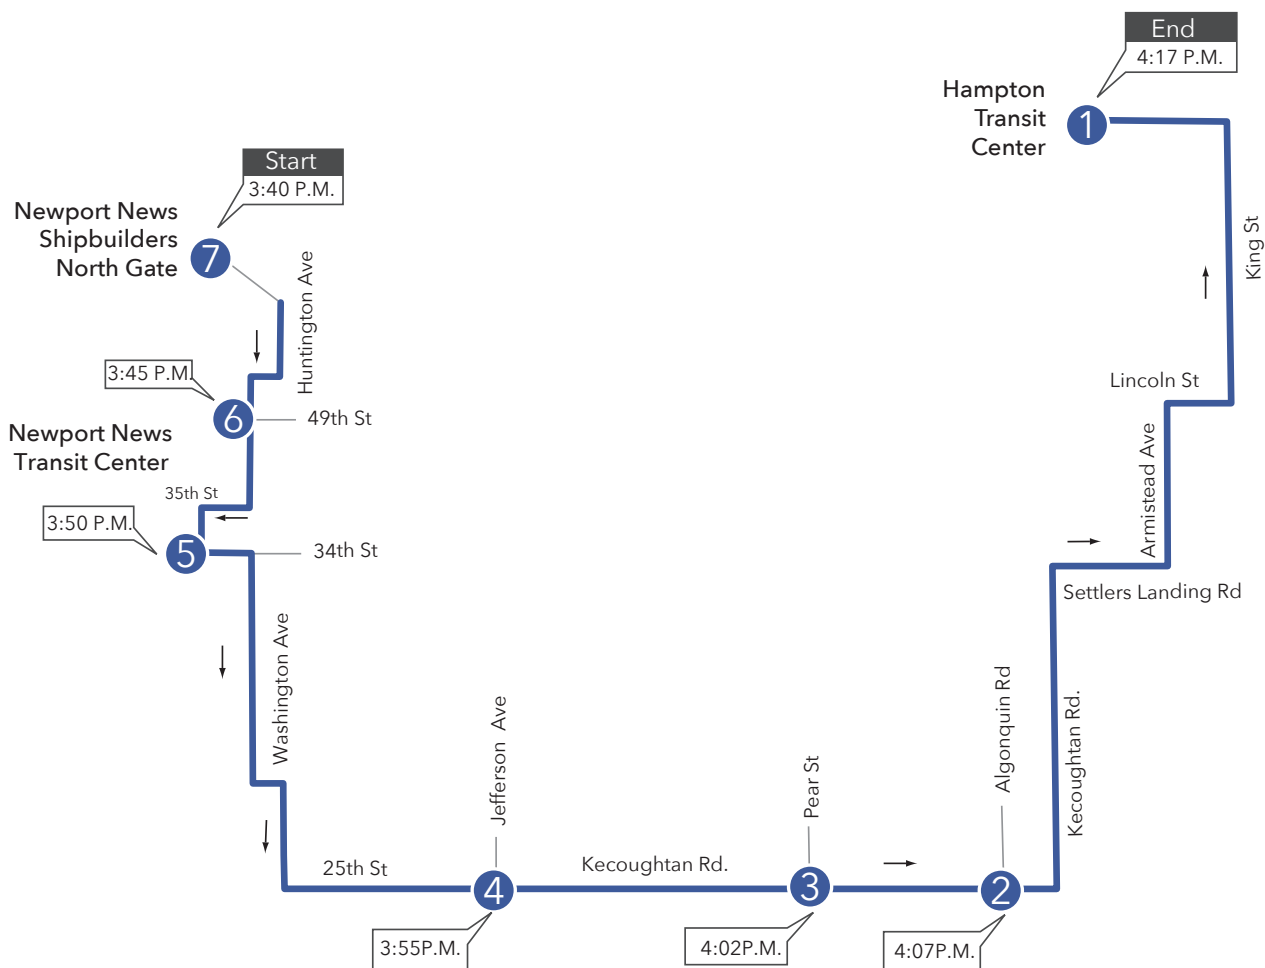 End
4:17 P.M.
Hampton
Transit
Center
1
Start
3:40 P.M.
Newport News
Shipbuilders
North Gate
7
Huntington Ave
King St
3:45 P.M.
6
49th St
Lincoln St
Newport News
Transit Center
Armistead Ave
35th St
3:50 P.M.
5
34th St
Settlers Landing Rd
Washington Ave
Jefferson  Ave
Pear St
Algonquin Rd
Kecoughtan Rd.
25th St
Kecoughtan Rd.
4
3
2
3:55P.M.
4:02P.M.
4:07P.M.